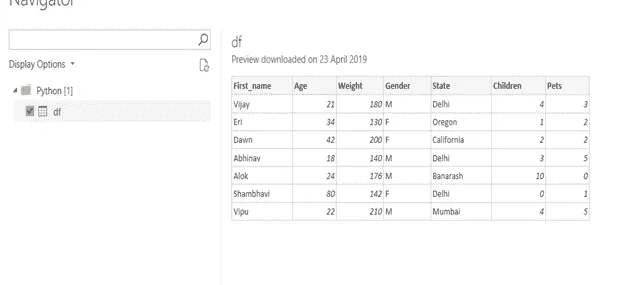 Navigator
Display Options
Python [1]
df
df
Preview downloaded on 23 April 2019
First_name Age Weight Gender State Children Pets
Vijay 21 180 M Delhi 4 3
Eri 34 130 F Oregon 1 2
Dawn 42 200 F California 2 2
Abhinav 18 140 M Delhi 3 5
Alok 24 176 M Banarash 10 0
Shambhavi 80 142 F Delhi 0 1
Vipu 22 210 M Mumbai 4 5